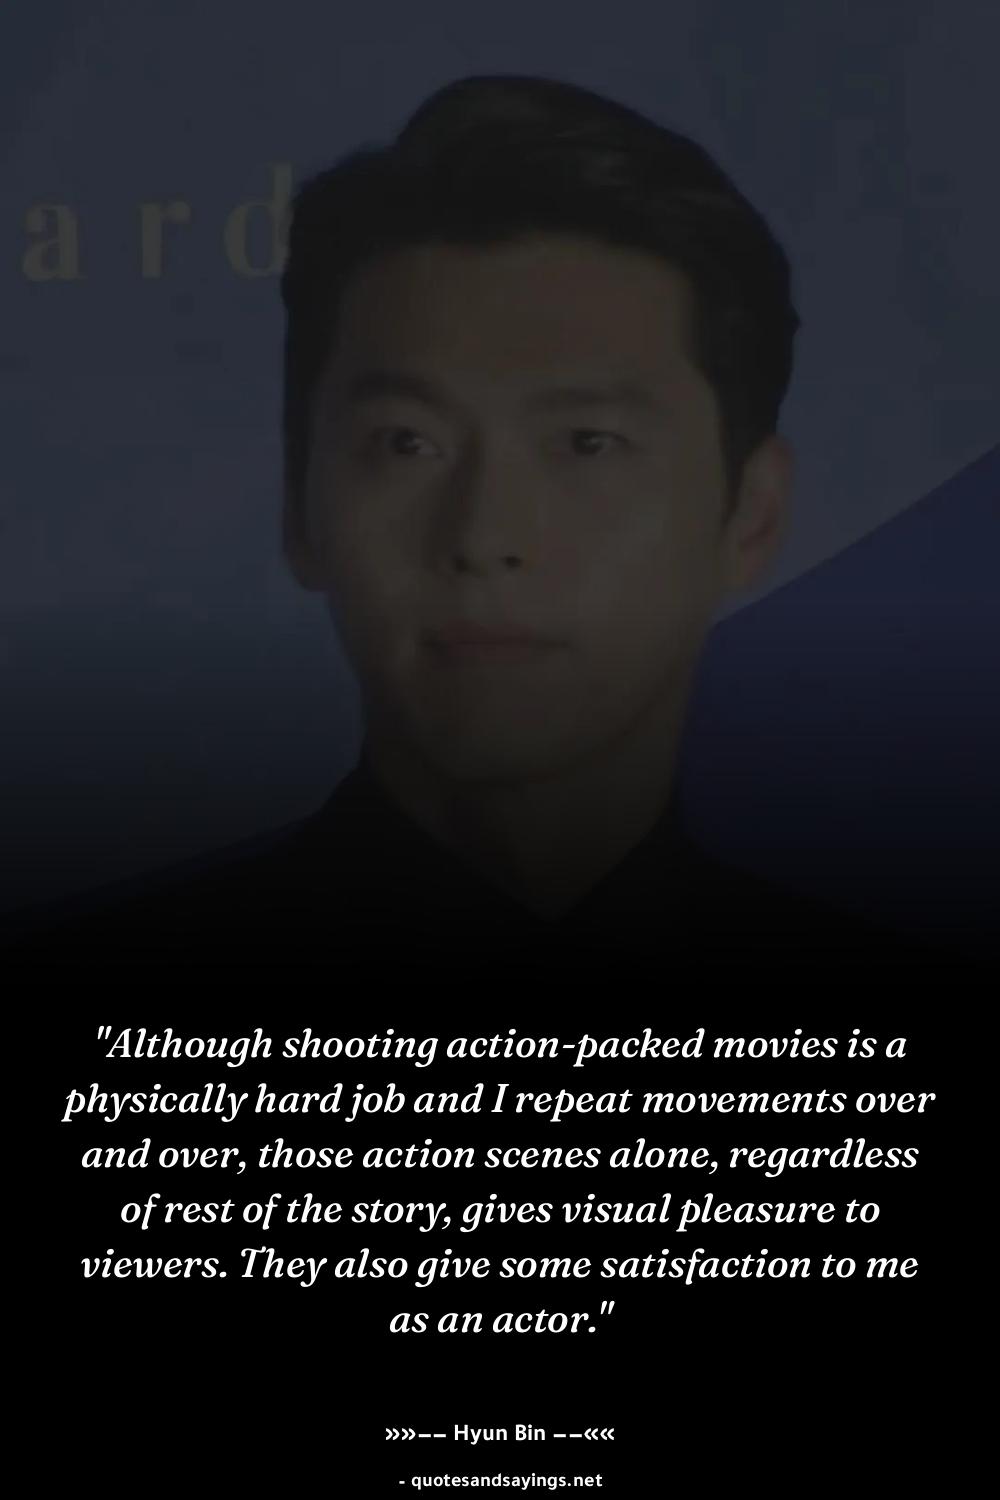 ard
"Although shooting action-packed movies is a
physically hard job and I repeat movements over
and over, those action scenes alone, regardless
of rest of the story, gives visual pleasure to
viewers. They also give some satisfaction to me
as an actor."
»»−− Hyun Bin −−««
- quotesandsayings.net